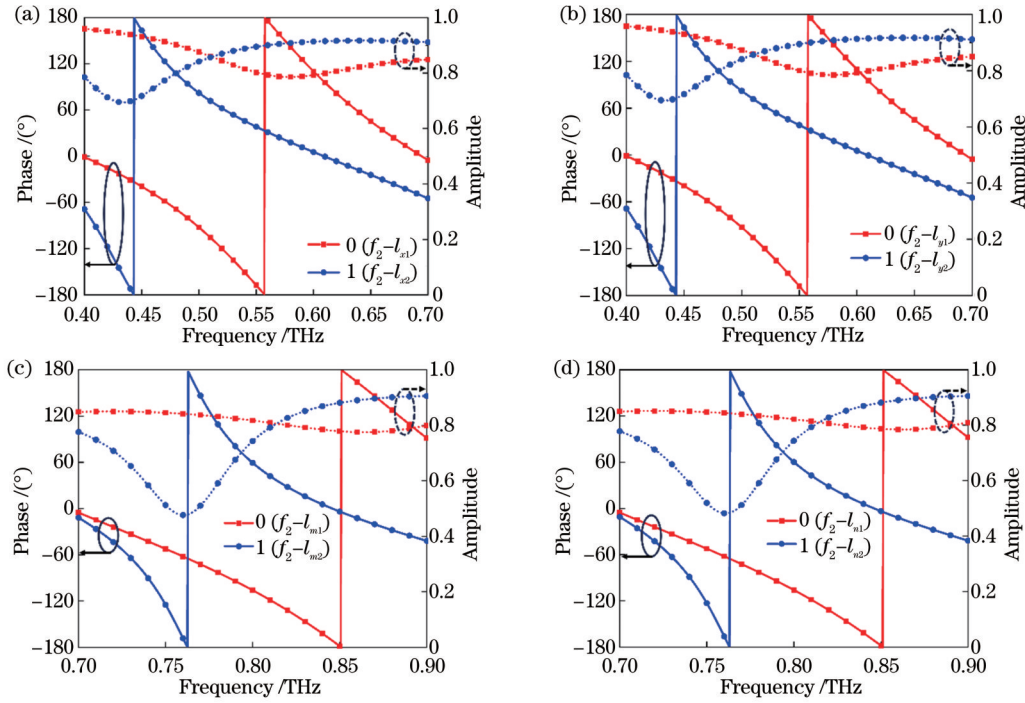 (a)
180
120
60
0
−60
−120
−180
Phase /(°)
1.0
0.8
0.6
0.4
0.2
0
Amplitude
0 (f₂−lₓ₁)
1 (f₂−lₓ₂)
0.40 0.45 0.50 0.55 0.60 0.65 0.70
Frequency /THz
(b)
180
120
60
0
−60
−120
−180
Phase /(°)
1.0
0.8
0.6
0.4
0.2
0
Amplitude
0 (f₂−l_y1)
1 (f₂−l_y2)
0.40 0.45 0.50 0.55 0.60 0.65 0.70
Frequency /THz
(c)
180
120
60
0
−60
−120
−180
Phase /(°)
1.0
0.8
0.6
0.4
0.2
0
Amplitude
0 (f₂−lₘ₁)
1 (f₂−lₘ₂)
0.70 0.75 0.80 0.85 0.90
Frequency /THz
(d)
180
120
60
0
−60
−120
−180
Phase /(°)
1.0
0.8
0.6
0.4
0.2
0
Amplitude
0 (f₂−lₙ₁)
1 (f₂−lₙ₂)
0.70 0.75 0.80 0.85 0.90
Frequency /THz